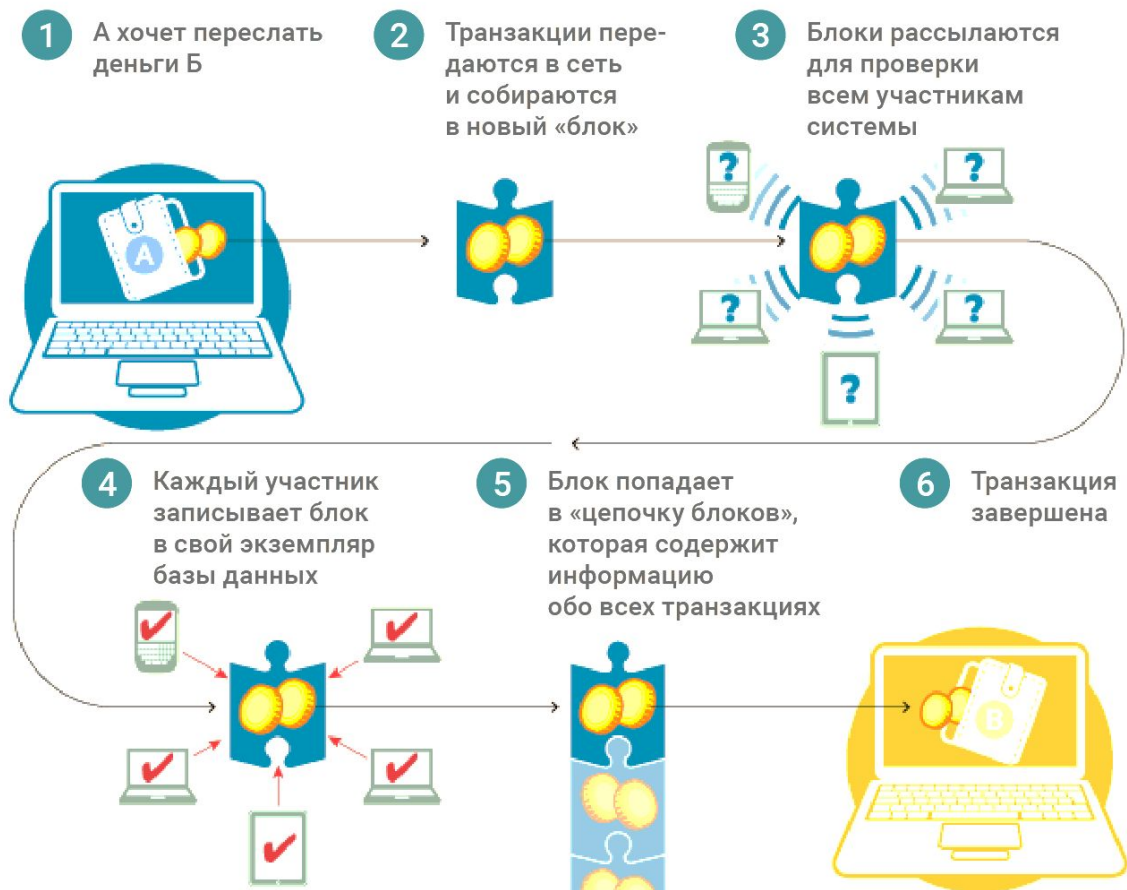 1
А хочет переслать
деньги Б
2
Транзакции пере-
даются в сеть
и собираются
в новый «блок»
3
Блоки рассылаются
для проверки
всем участникам
системы
A
?
?
?
?
?
4
Каждый участник
записывает блок
в свой экземпляр
базы данных
5
Блок попадает
в «цепочку блоков»,
которая содержит
информацию
обо всех транзакциях
6
Транзакция
завершена
B